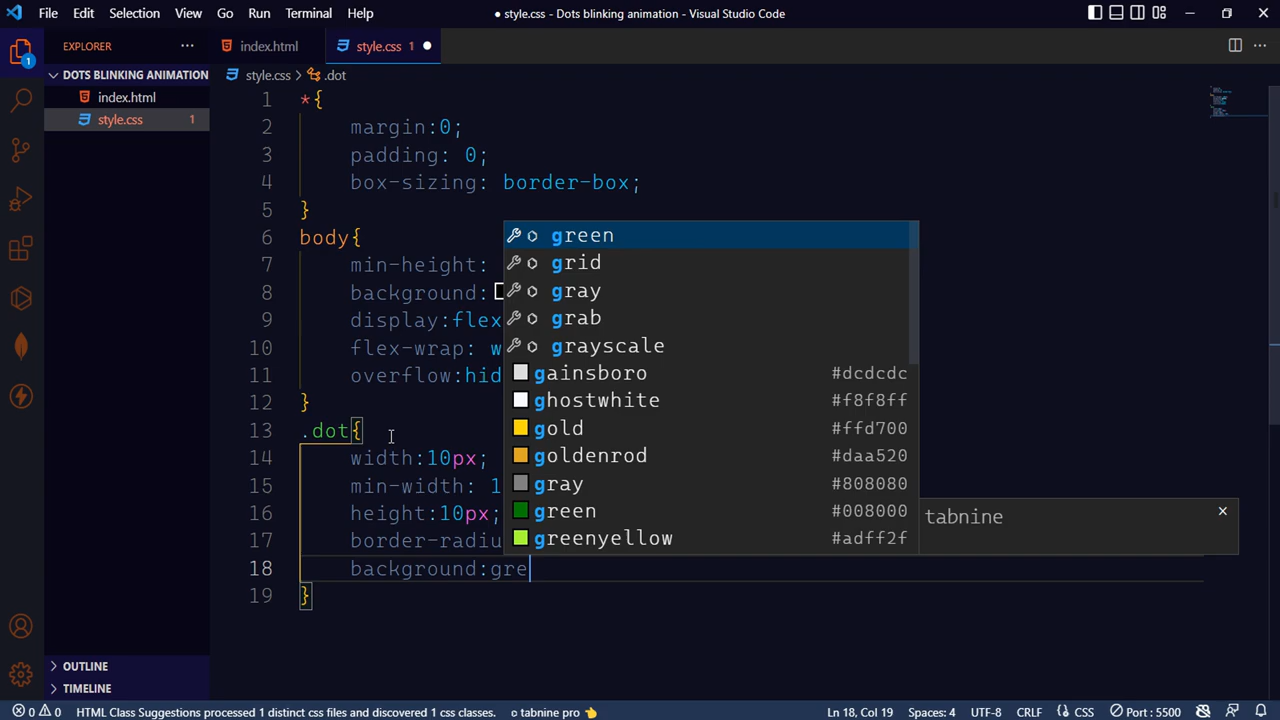 File Edit Selection View Go Run Terminal Help
● style.css - Dots blinking animation - Visual Studio Code
EXPLORER
index.html
style.css 1
DOTS BLINKING ANIMATION
index.html
style.css 1
1
style.css > .dot
1 *{
2 margin:0;
3 padding: 0;
4 box-sizing: border-box;
5 }
6 body{
7 min-height:
8 background:
9 display:flex
10 flex-wrap: w
11 overflow:hid
12 }
13 .dot{
14 width:10px;
15 min-width: 1
16 height:10px;
17 border-radiu
18 background:gre
19 }
green
grid
gray
grab
grayscale
gainsboro #dcdcdc
ghostwhite #f8f8ff
gold #ffd700
goldenrod #daa520
gray #808080
green #008000
greenyellow #adff2f
tabnine
OUTLINE
TIMELINE
0 0 HTML Class Suggestions processed 1 distinct css files and discovered 1 css classes. tabnine pro 👈 Ln 18, Col 19 Spaces: 4 UTF-8 CRLF {} CSS Port : 5500